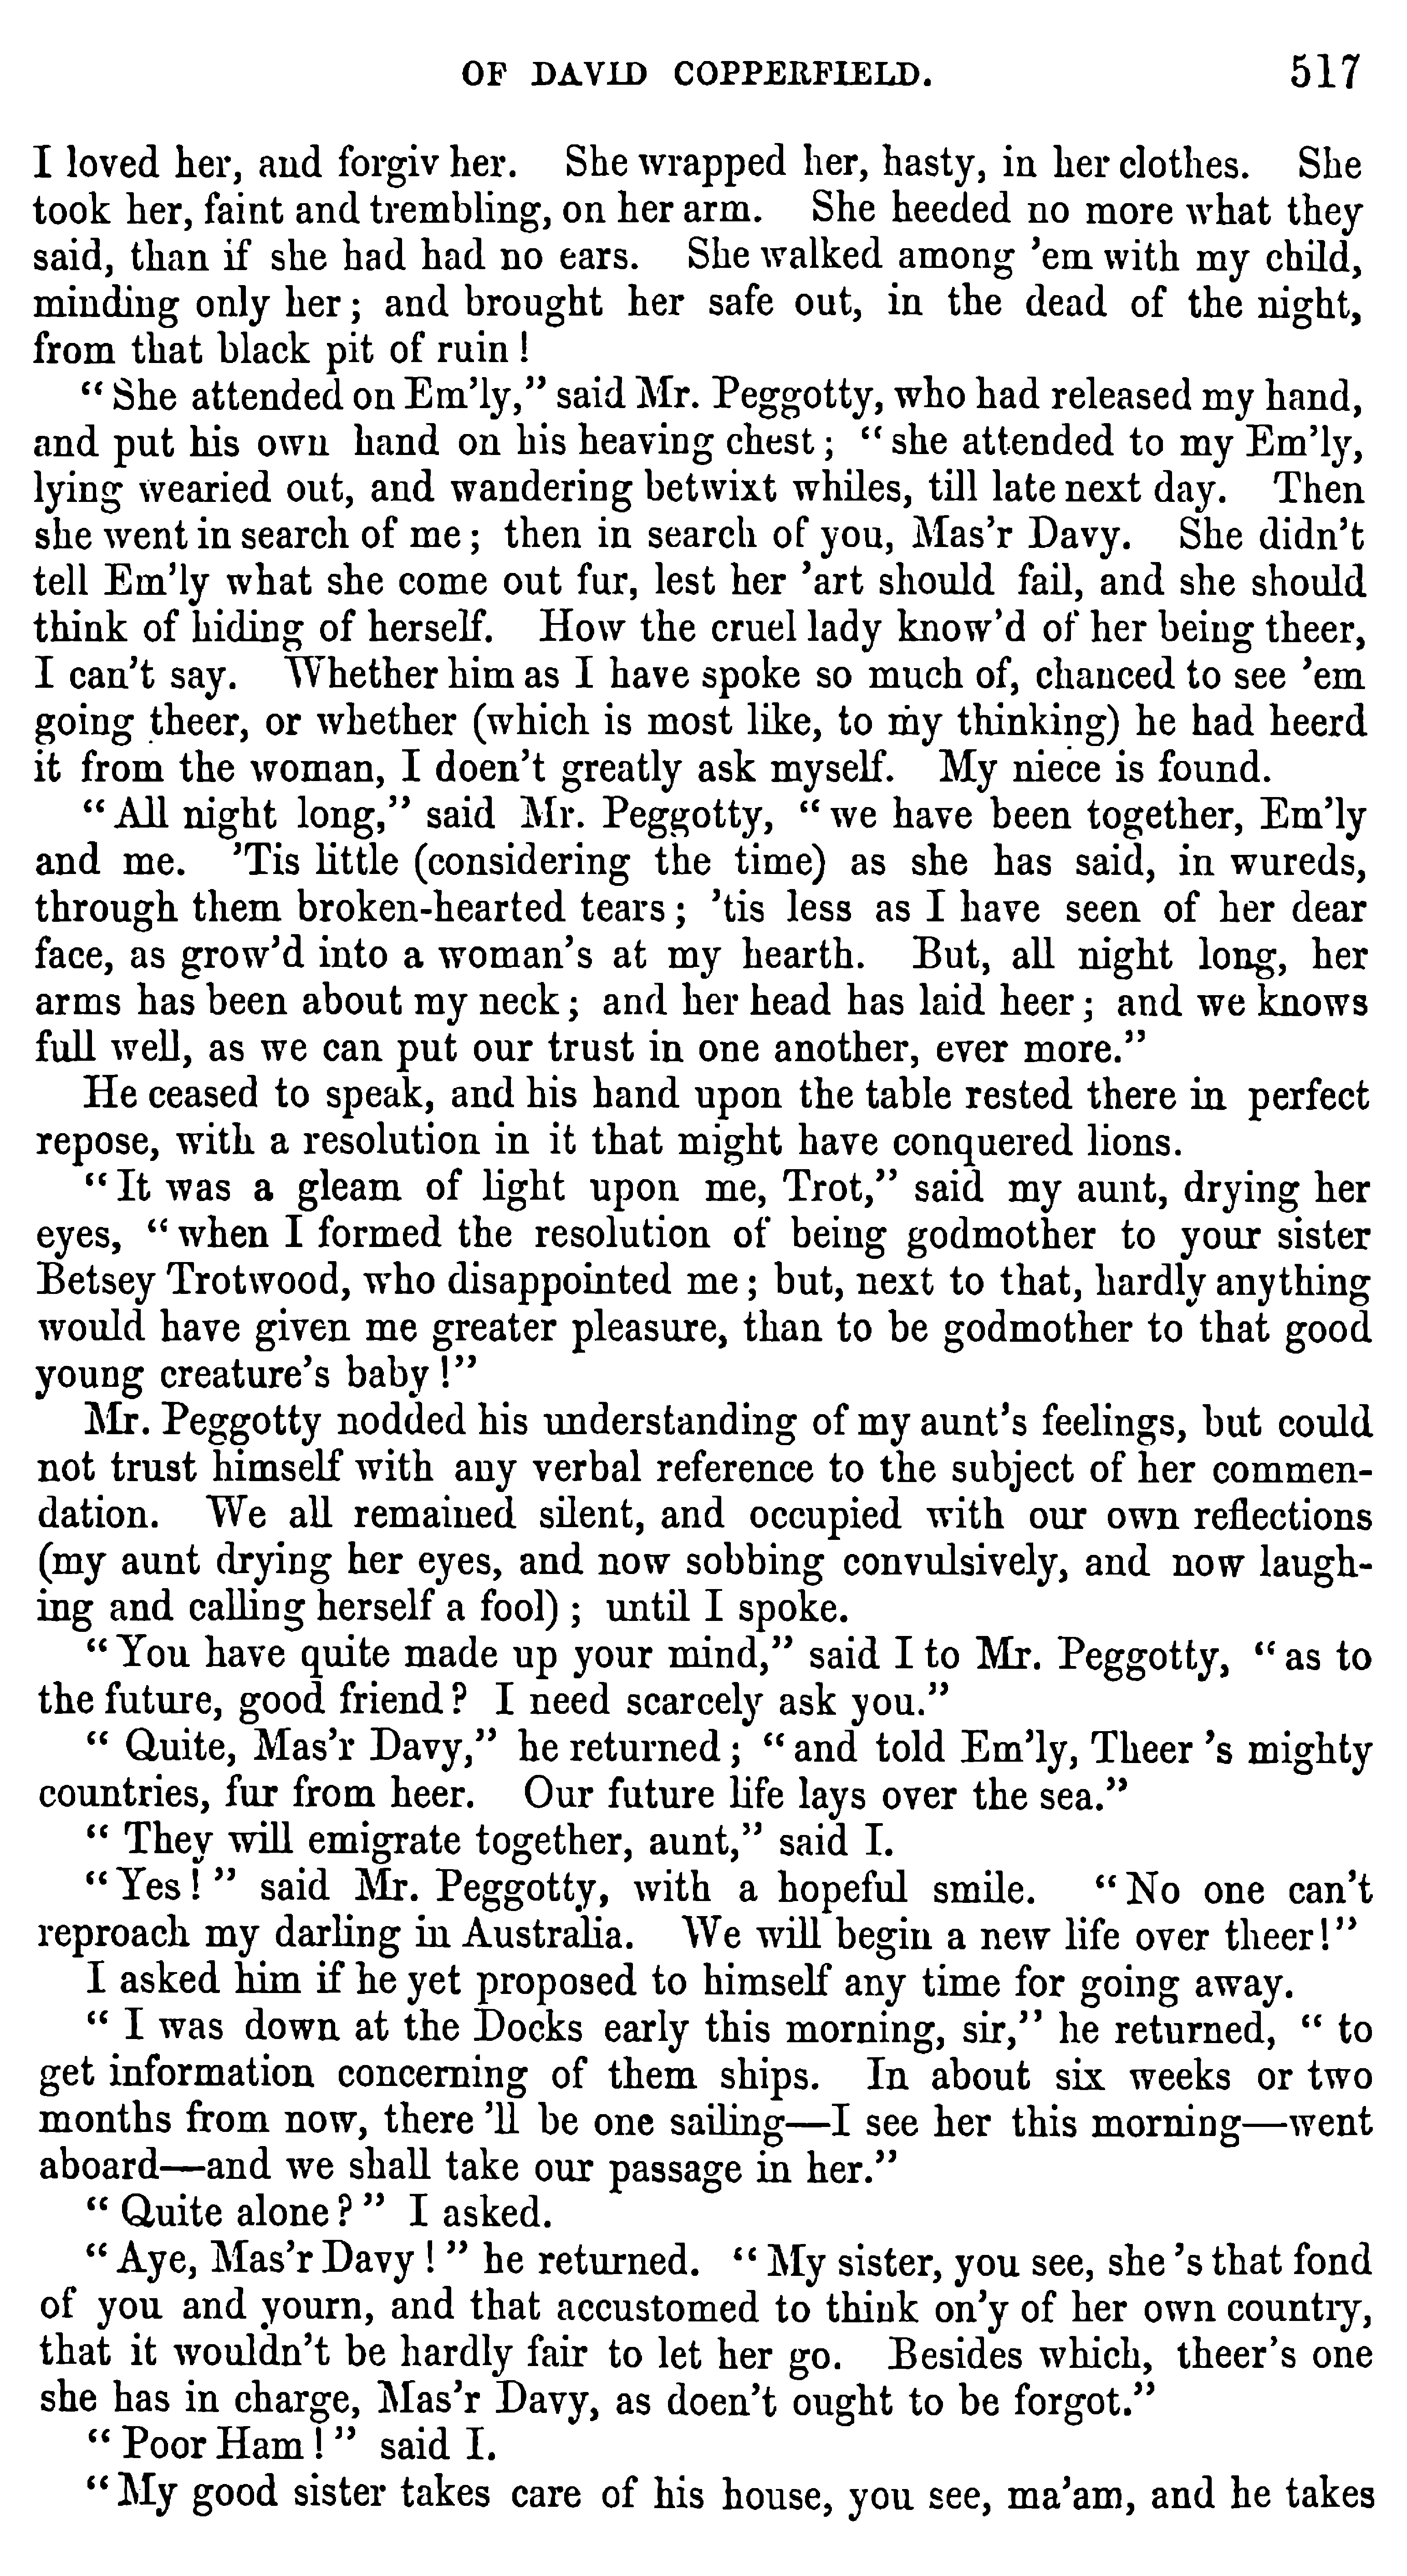 OF DAVID COPPERFIELD. 517
I loved her, and forgiv her. She wrapped her, hasty, in her clothes. She
took her, faint and trembling, on her arm. She heeded no more what they
said, than if she had had no ears. She walked among ’em with my child,
minding only her; and brought her safe out, in the dead of the night,
from that black pit of ruin!
“She attended on Em’ly,” said Mr. Peggotty, who had released my hand,
and put his own hand on his heaving chest; “she attended to my Em’ly,
lying wearied out, and wandering betwixt whiles, till late next day. Then
she went in search of me; then in search of you, Mas’r Davy. She didn’t
tell Em’ly what she come out fur, lest her ’art should fail, and she should
think of hiding of herself. How the cruel lady know’d of her being theer,
I can’t say. Whether him as I have spoke so much of, chanced to see ’em
going theer, or whether (which is most like, to my thinking) he had heerd
it from the woman, I doen’t greatly ask myself. My niece is found.
“All night long,” said Mr. Peggotty, “we have been together, Em’ly
and me. ’Tis little (considering the time) as she has said, in wureds,
through them broken-hearted tears; ’tis less as I have seen of her dear
face, as grow’d into a woman’s at my hearth. But, all night long, her
arms has been about my neck; and her head has laid heer; and we knows
full well, as we can put our trust in one another, ever more.”
He ceased to speak, and his hand upon the table rested there in perfect
repose, with a resolution in it that might have conquered lions.
“It was a gleam of light upon me, Trot,” said my aunt, drying her
eyes, “when I formed the resolution of being godmother to your sister
Betsey Trotwood, who disappointed me; but, next to that, hardly anything
would have given me greater pleasure, than to be godmother to that good
young creature’s baby!”
Mr. Peggotty nodded his understanding of my aunt’s feelings, but could
not trust himself with any verbal reference to the subject of her commen-
dation. We all remained silent, and occupied with our own reflections
(my aunt drying her eyes, and now sobbing convulsively, and now laugh-
ing and calling herself a fool); until I spoke.
“You have quite made up your mind,” said I to Mr. Peggotty, “as to
the future, good friend? I need scarcely ask you.”
“Quite, Mas’r Davy,” he returned; “and told Em’ly, Theer ’s mighty
countries, fur from heer. Our future life lays over the sea.”
“They will emigrate together, aunt,” said I.
“Yes!” said Mr. Peggotty, with a hopeful smile. “No one can’t
reproach my darling in Australia. We will begin a new life over theer!”
I asked him if he yet proposed to himself any time for going away.
“I was down at the Docks early this morning, sir,” he returned, “to
get information concerning of them ships. In about six weeks or two
months from now, there ’ll be one sailing—I see her this morning—went
aboard—and we shall take our passage in her.”
“Quite alone?” I asked.
“Aye, Mas’r Davy!” he returned. “My sister, you see, she ’s that fond
of you and yourn, and that accustomed to think on’y of her own country,
that it wouldn’t be hardly fair to let her go. Besides which, theer’s one
she has in charge, Mas’r Davy, as doen’t ought to be forgot.”
“Poor Ham!” said I.
“My good sister takes care of his house, you see, ma’am, and he takes